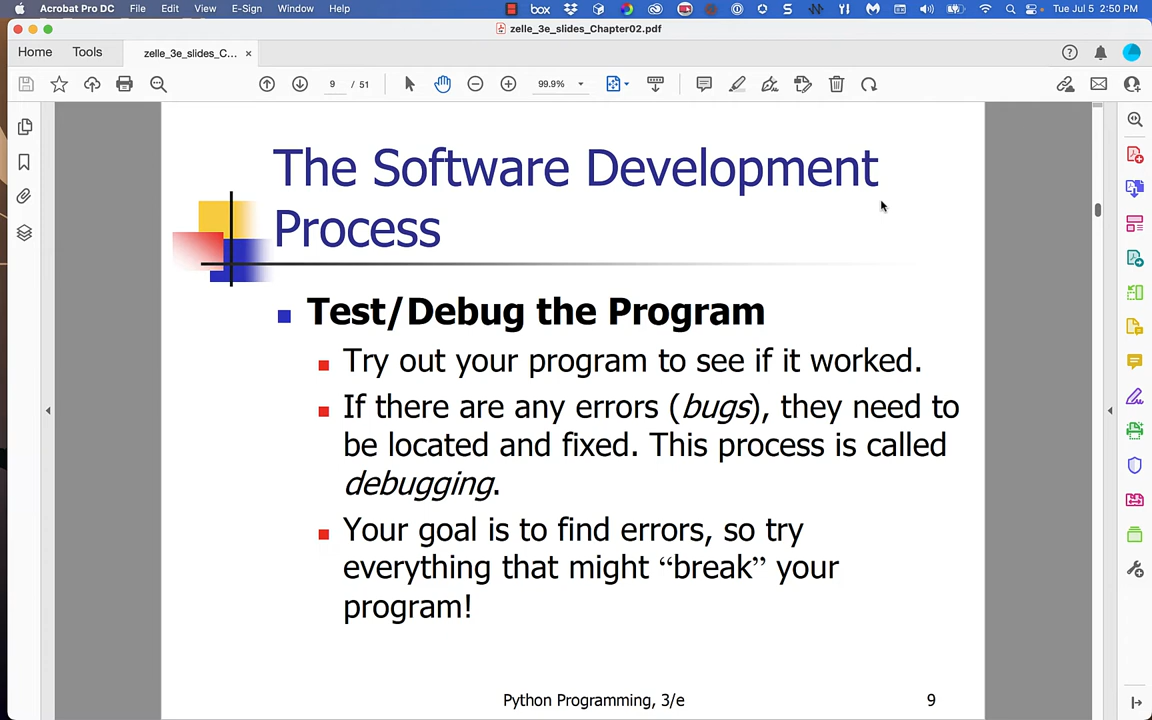 Acrobat Pro DC File Edit View E-Sign Window Help box Tue Jul 5 2:50 PM
zelle_3e_slides_Chapter02.pdf
Home Tools zelle_3e_slides_C... ×
9 / 51 99.9%
The Software Development
Process
Test/Debug the Program
Try out your program to see if it worked.
If there are any errors (bugs), they need to
be located and fixed. This process is called
debugging.
Your goal is to find errors, so try
everything that might “break” your
program!
Python Programming, 3/e 9